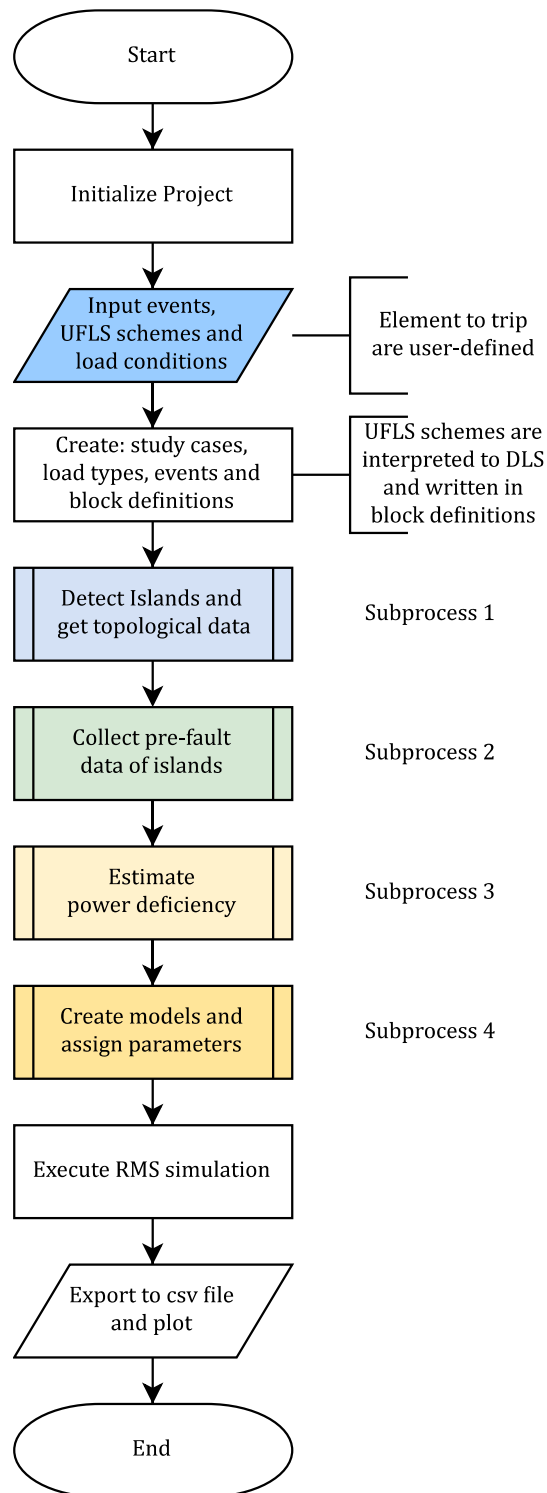 Start
Initialize Project
Input events,
UFLS schemes and
load conditions
Element to trip
are user-defined
Create: study cases,
load types, events and
block definitions
UFLS schemes are
interpreted to DLS
and written in
block definitions
Detect Islands and
get topological data
Subprocess 1
Collect pre-fault
data of islands
Subprocess 2
Estimate
power deficiency
Subprocess 3
Create models and
assign parameters
Subprocess 4
Execute RMS simulation
Export to csv file
and plot
End